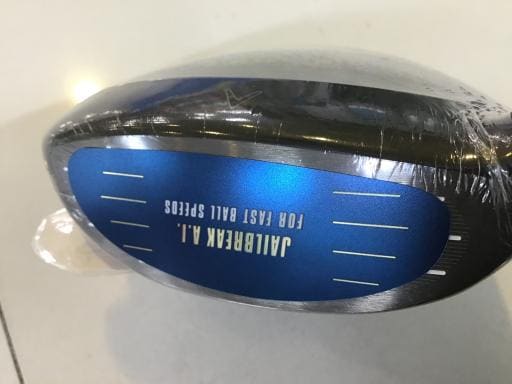 JAILBREAK A.I.
FOR FAST BALL SPEEDS